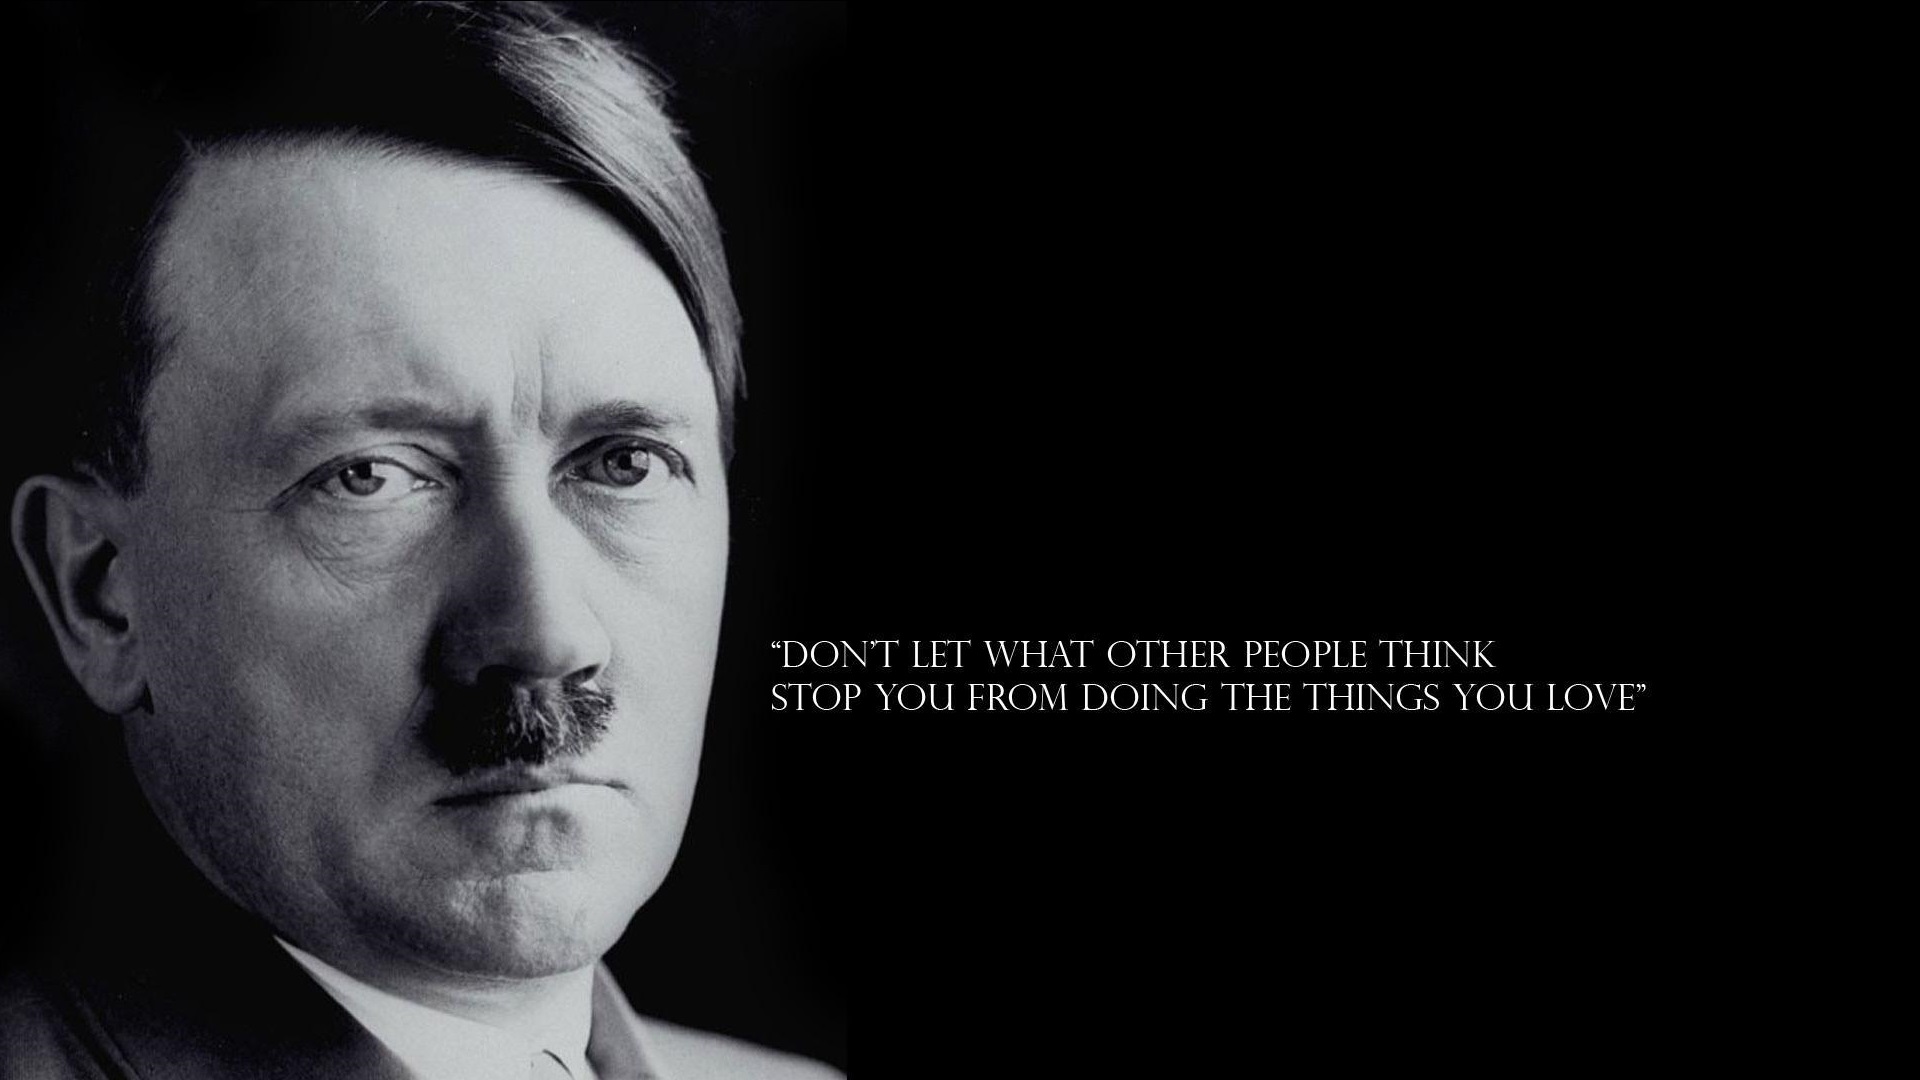 “DON’T LET WHAT OTHER PEOPLE THINK
STOP YOU FROM DOING THE THINGS YOU LOVE”